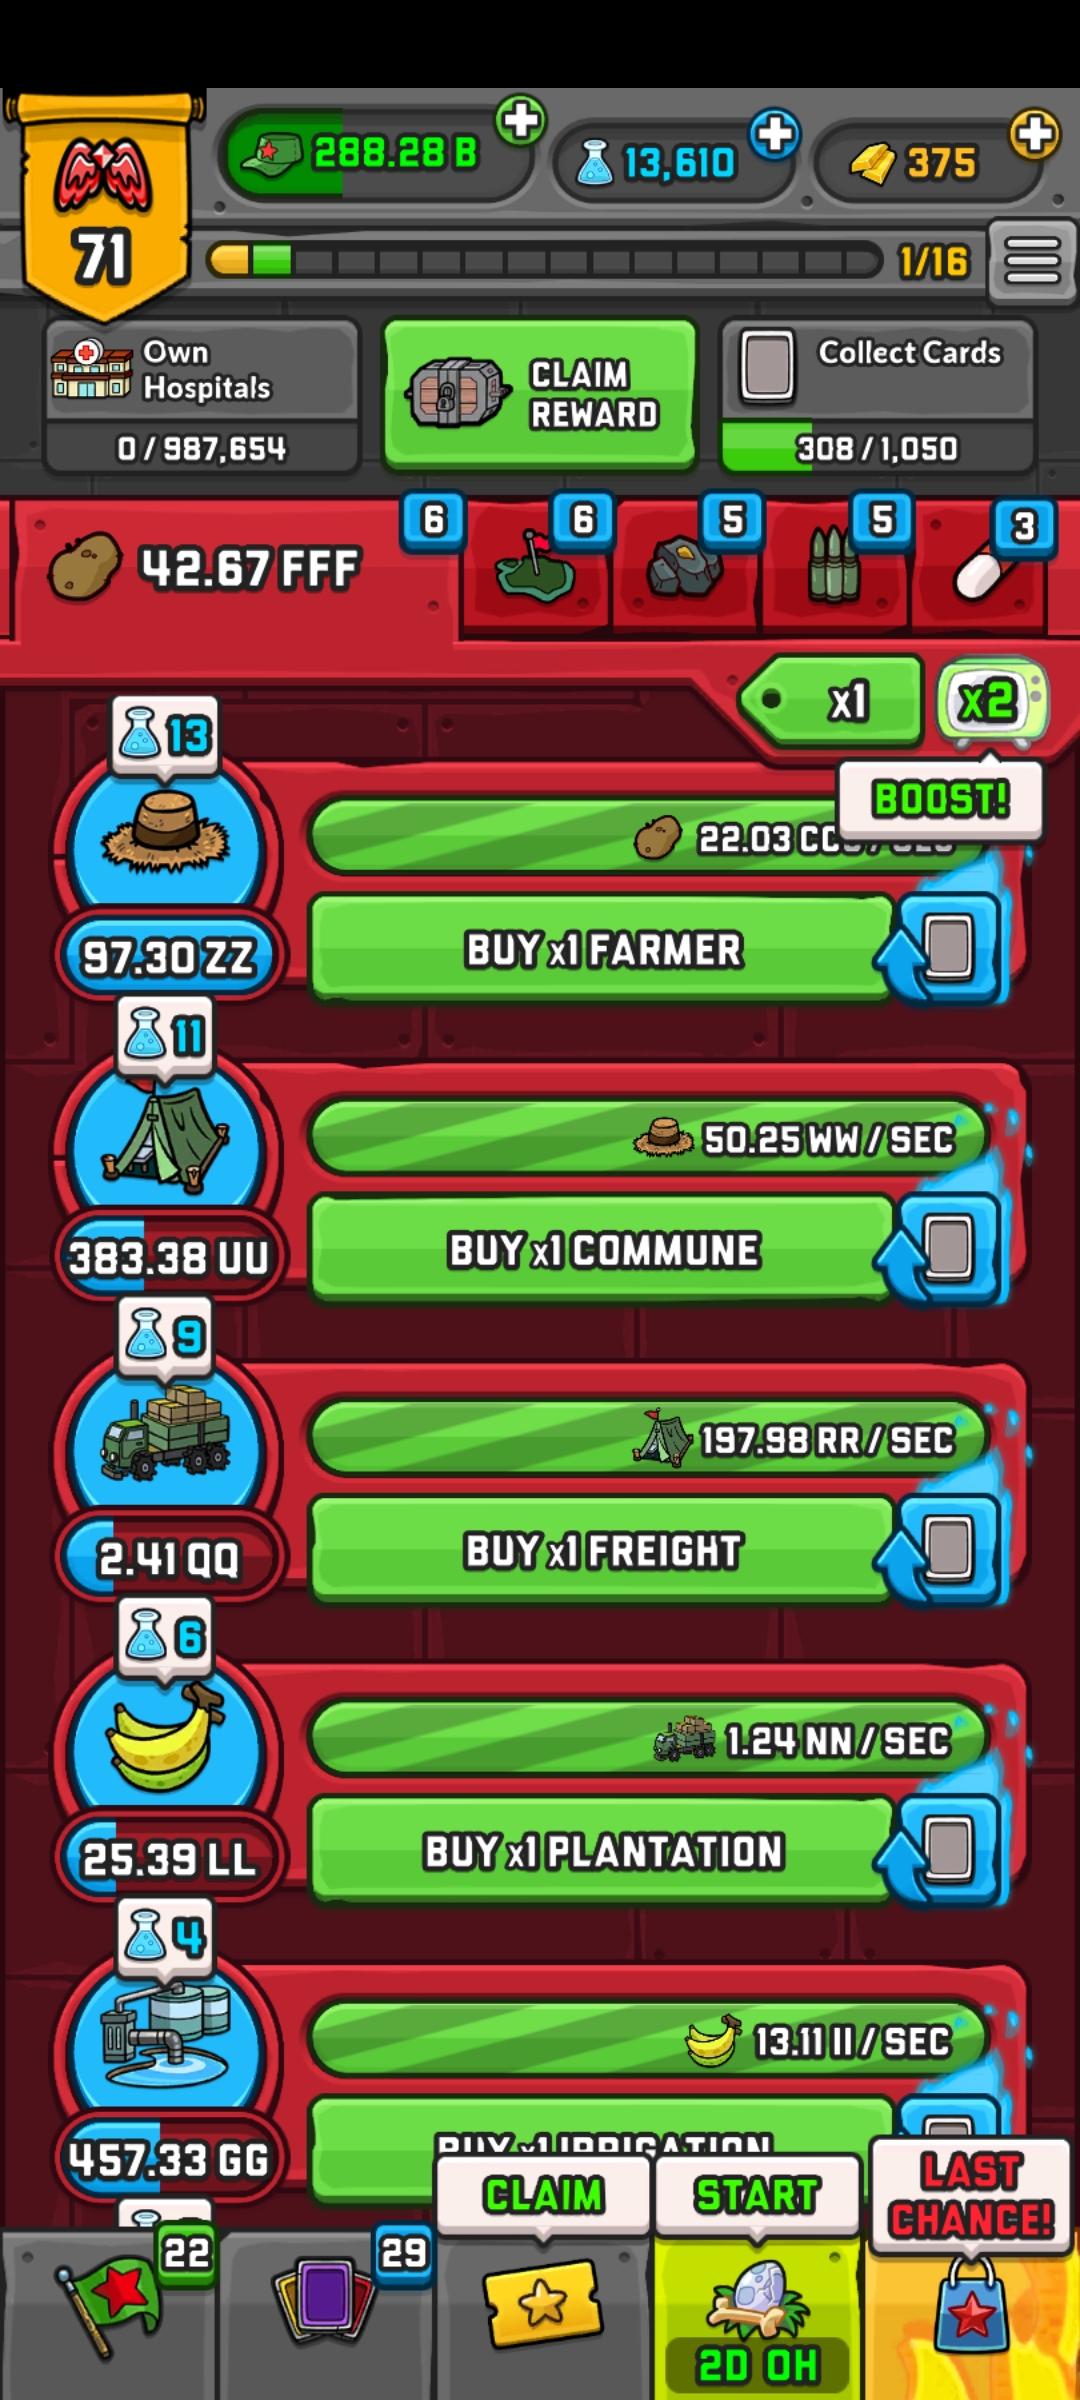 288.28 B
13,610
375
71
1/16
Own
Hospitals
0 / 987,654
CLAIM
REWARD
Collect Cards
308 / 1,050
42.67 FFF
6
6
5
5
3
x1
x2
BOOST!
13
22.03
97.30 ZZ
BUY x1 FARMER
11
50.25 WW / SEC
383.38 UU
BUY x1 COMMUNE
9
197.98 RR / SEC
2.41 QQ
BUY x1 FREIGHT
6
1.24 NN / SEC
25.39 LL
BUY x1 PLANTATION
4
13.11 II / SEC
457.33 GG
BUY x1 IRRIGATION
CLAIM
START
LAST
CHANCE!
22
29
2D 0H